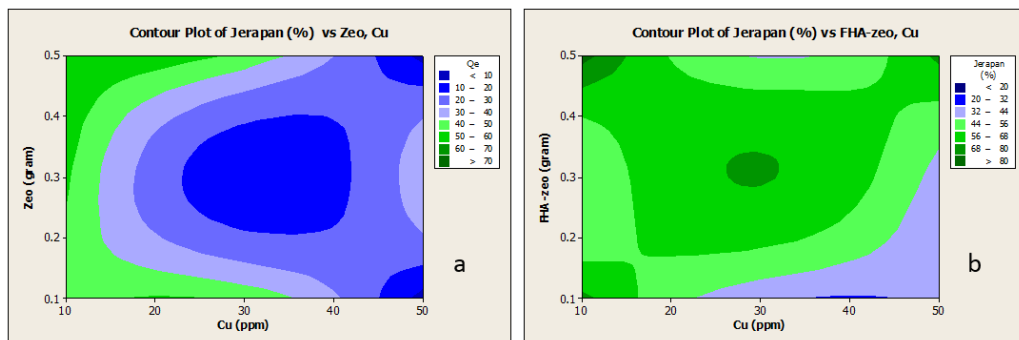 Contour Plot of Jerapan (%) vs Zeo, Cu
0.5
0.4
0.3
0.2
0.1
Zeo (gram)
10 20 30 40 50
Cu (ppm)
Qe
< 10
10 – 20
20 – 30
30 – 40
40 – 50
50 – 60
60 – 70
> 70
a
Contour Plot of Jerapan (%) vs FHA-zeo, Cu
0.5
0.4
0.3
0.2
0.1
FHA-zeo (gram)
10 20 30 40 50
Cu (ppm)
Jerapan
(%)
< 20
20 – 32
32 – 44
44 – 56
56 – 68
68 – 80
> 80
b